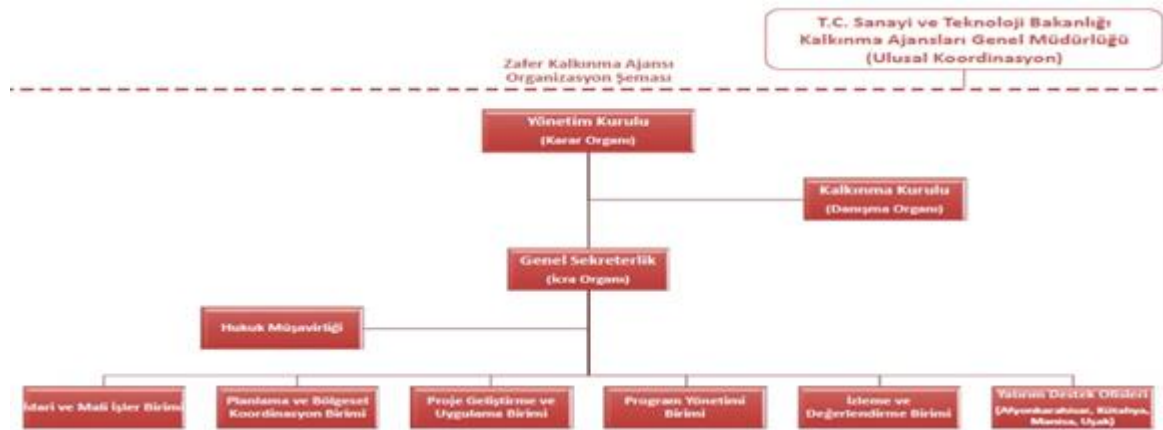 T.C. Sanayi ve Teknoloji Bakanlığı
Kalkınma Ajansları Genel Müdürlüğü
(Ulusal Koordinasyon)
Zafer Kalkınma Ajansı
Organizasyon Şeması
Yönetim Kurulu
(Karar Organı)
Kalkınma Kurulu
(Danışma Organı)
Genel Sekreterlik
(İcra Organı)
Hukuk Müşavirliği
İdari ve Mali İşler Birimi
Planlama ve Bölgesel
Koordinasyon Birimi
Proje Geliştirme ve
Uygulama Birimi
Program Yönetimi
Birimi
İzleme ve
Değerlendirme Birimi
Yatırım Destek Ofisleri
(Afyonkarahisar, Kütahya,
Manisa, Uşak)